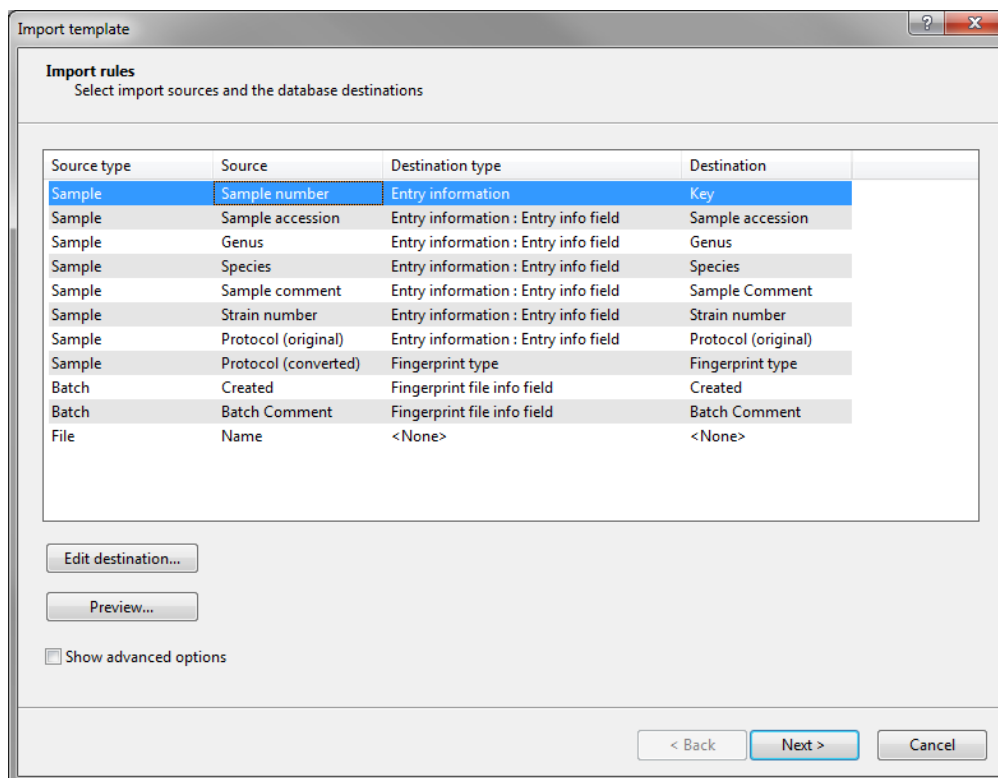 Import template
Import rules
Select import sources and the database destinations
Source type Source Destination type Destination
Sample Sample number Entry information Key
Sample Sample accession Entry information : Entry info field Sample accession
Sample Genus Entry information : Entry info field Genus
Sample Species Entry information : Entry info field Species
Sample Sample comment Entry information : Entry info field Sample Comment
Sample Strain number Entry information : Entry info field Strain number
Sample Protocol (original) Entry information : Entry info field Protocol (original)
Sample Protocol (converted) Fingerprint type Fingerprint type
Batch Created Fingerprint file info field Created
Batch Batch Comment Fingerprint file info field Batch Comment
File Name <None> <None>
Edit destination...
Preview...
Show advanced options
< Back Next > Cancel